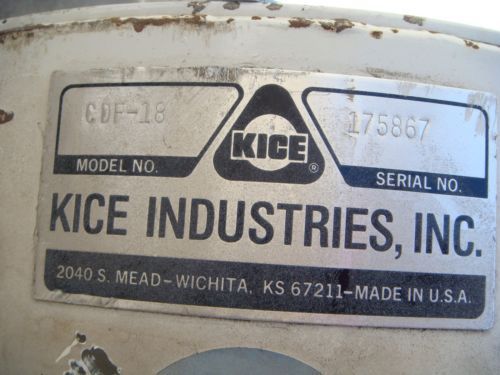 CDF-18
KICE
®
175867
MODEL NO.
SERIAL NO.
KICE INDUSTRIES, INC.
2040 S. MEAD-WICHITA, KS 67211-MADE IN U.S.A.